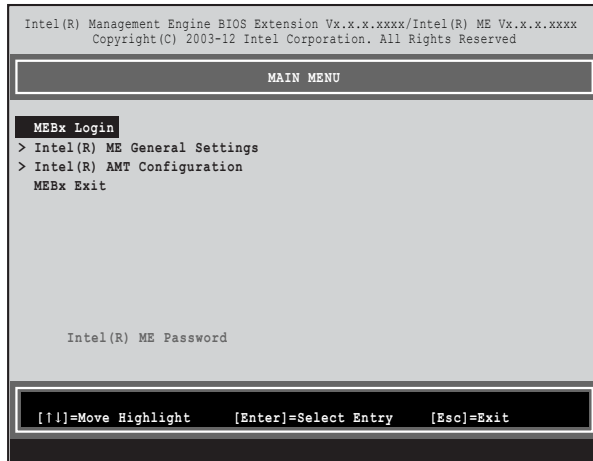 Intel(R) Management Engine BIOS Extension Vx.x.x.xxxx/Intel(R) ME Vx.x.x.xxxx
Copyright(C) 2003-12 Intel Corporation. All Rights Reserved
MAIN MENU
MEBx Login
> Intel(R) ME General Settings
> Intel(R) AMT Configuration
MEBx Exit
Intel(R) ME Password
[↑↓]=Move Highlight [Enter]=Select Entry [Esc]=Exit